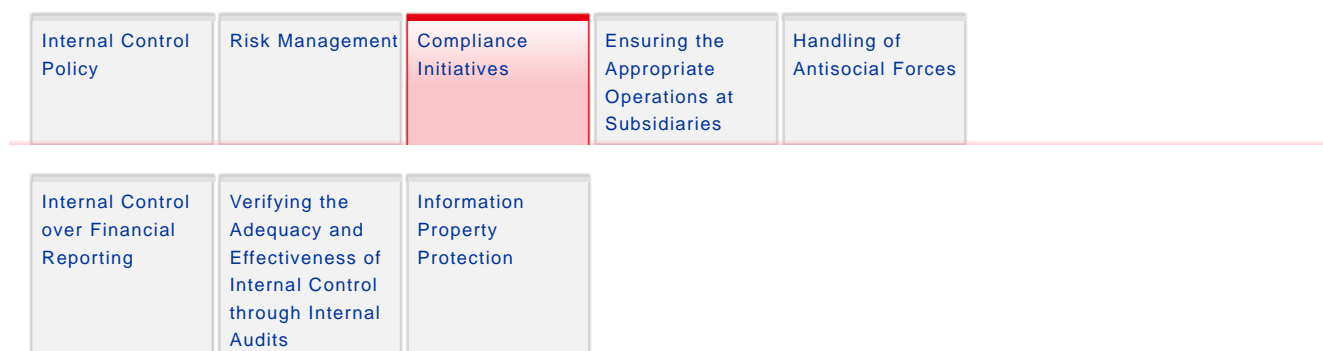 Internal Control
Policy
Risk Management
Compliance
Initiatives
Ensuring the
Appropriate
Operations at
Subsidiaries
Handling of
Antisocial Forces
Internal Control
over Financial
Reporting
Verifying the
Adequacy and
Effectiveness of
Internal Control
through Internal
Audits
Information
Property
Protection